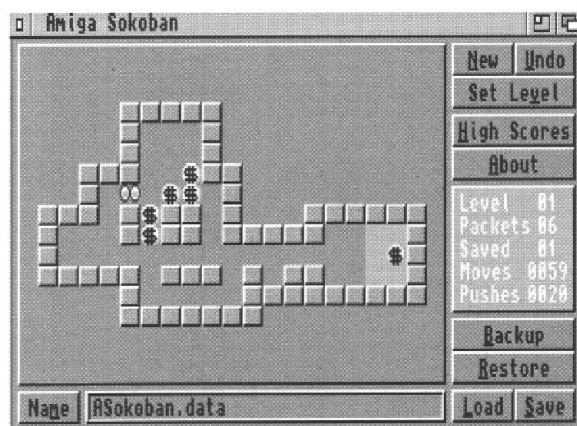 Amiga Sokoban
New Undo
Set Level
High Scores
About
$
$ $
$
$
$
Level 01
Packets 06
Saved 01
Moves 0059
Pushes 0020
Backup
Restore
Name ASokoban.data Load Save